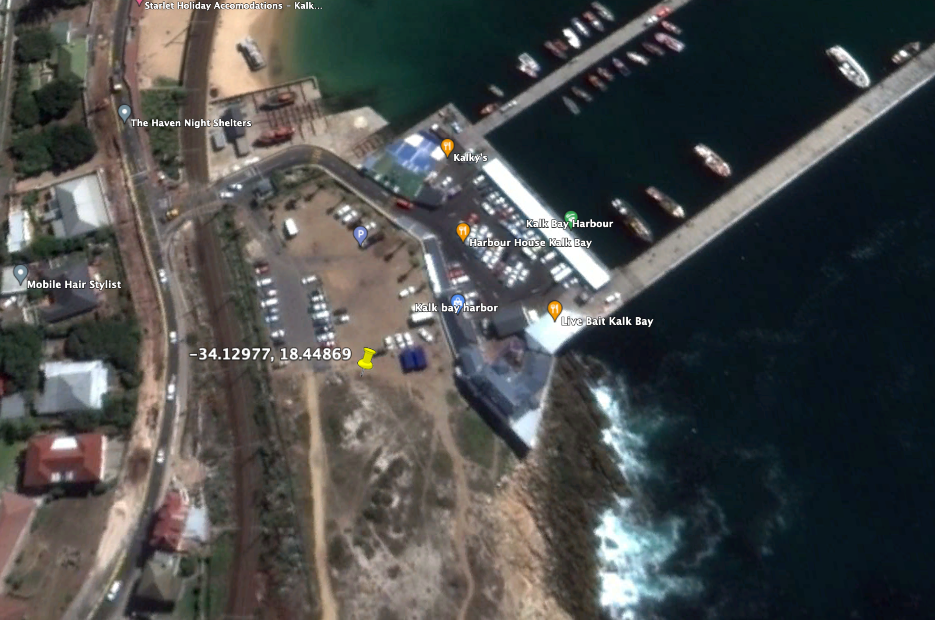 Starlet Holiday Accomodations - Kalk...
The Haven Night Shelters
Kalky's
P
Kalk Bay Harbour
Harbour House Kalk Bay
Mobile Hair Stylist
Kalk bay harbor
Live Bait Kalk Bay
-34.12977, 18.44869